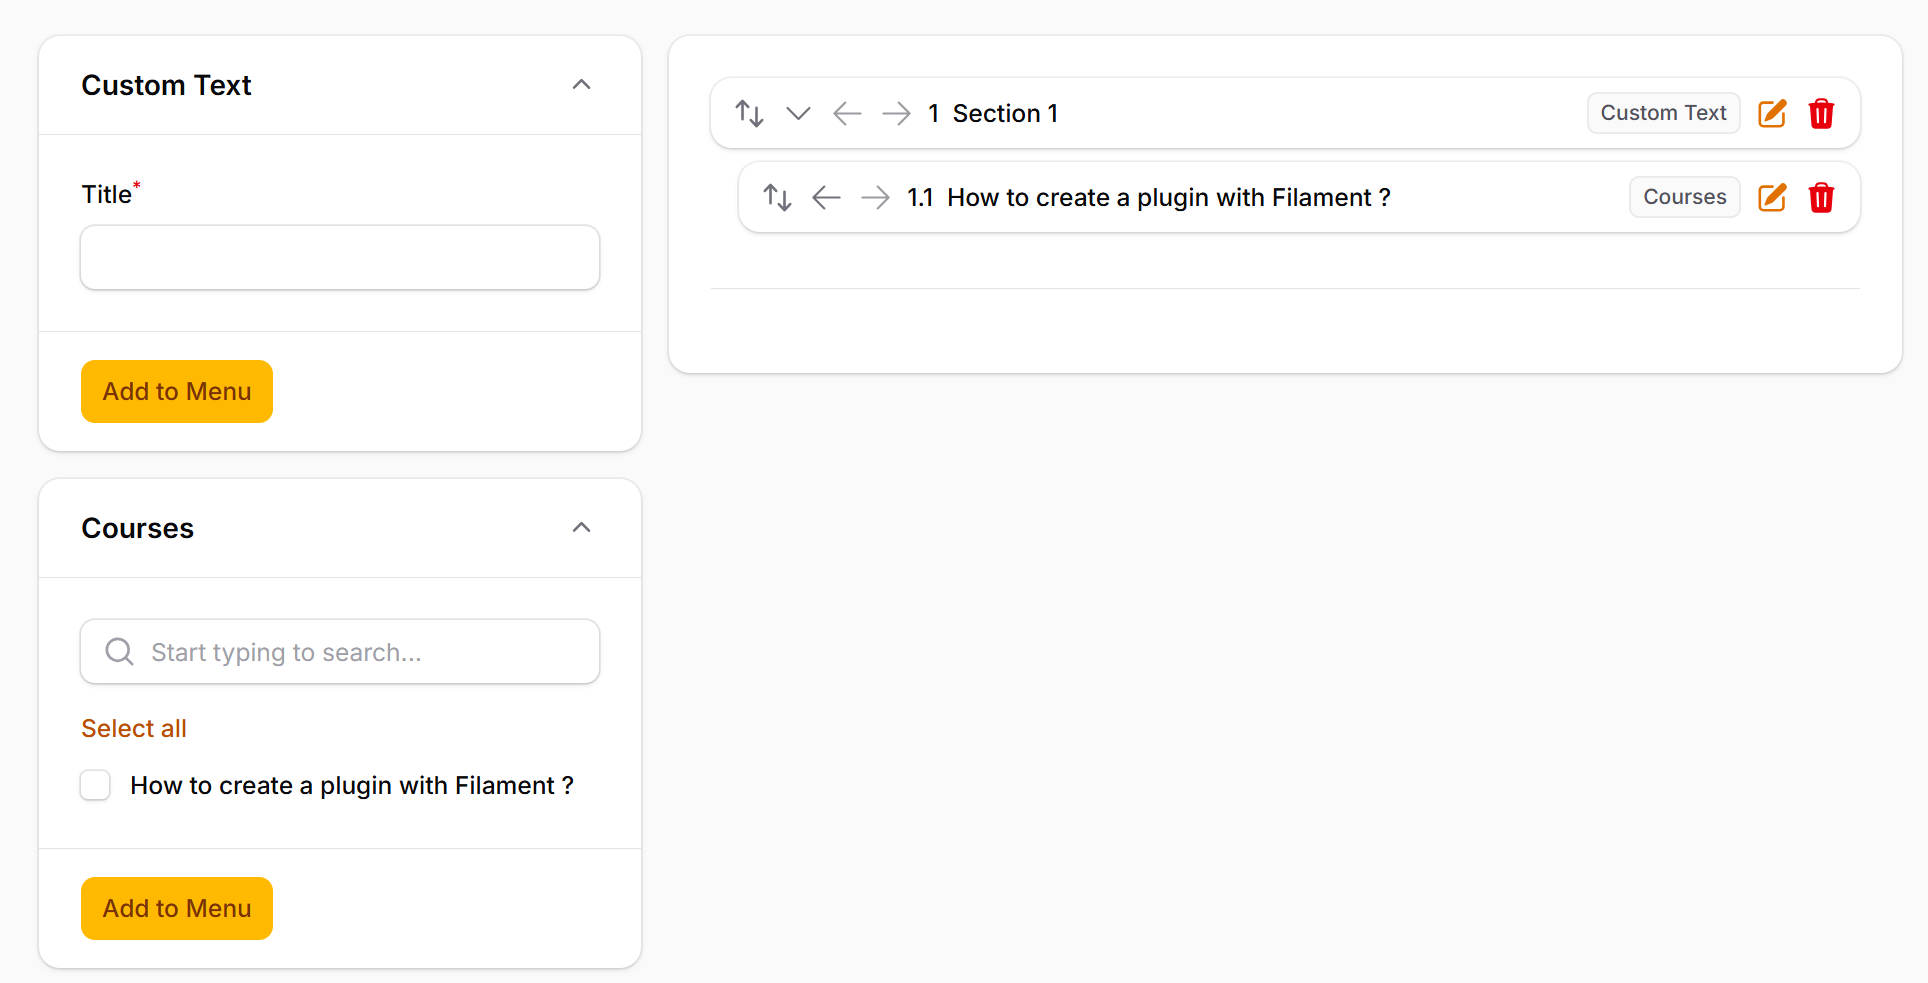 Custom Text
Title*
Add to Menu
Courses
Start typing to search...
Select all
How to create a plugin with Filament ?
Add to Menu
1 Section 1 Custom Text
1.1 How to create a plugin with Filament ? Courses